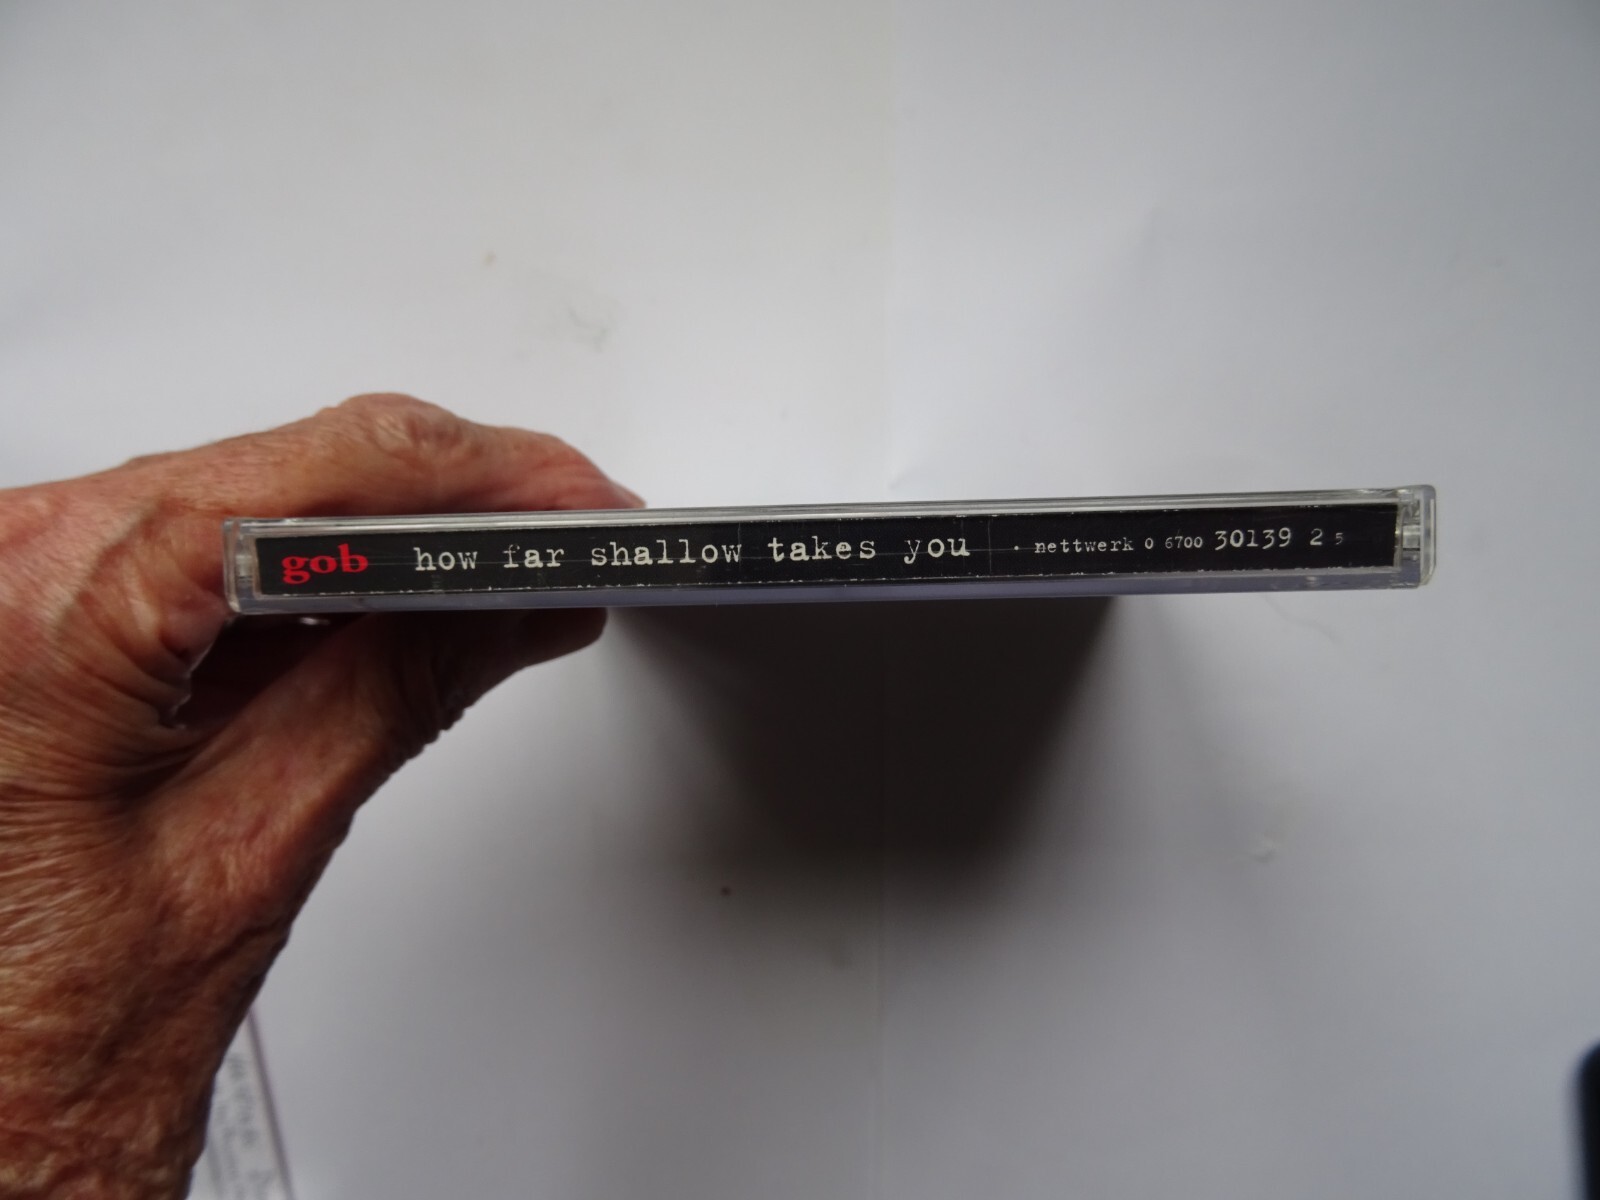 gob how far shallow takes you · nettwerk 0 6700 30139 2 5